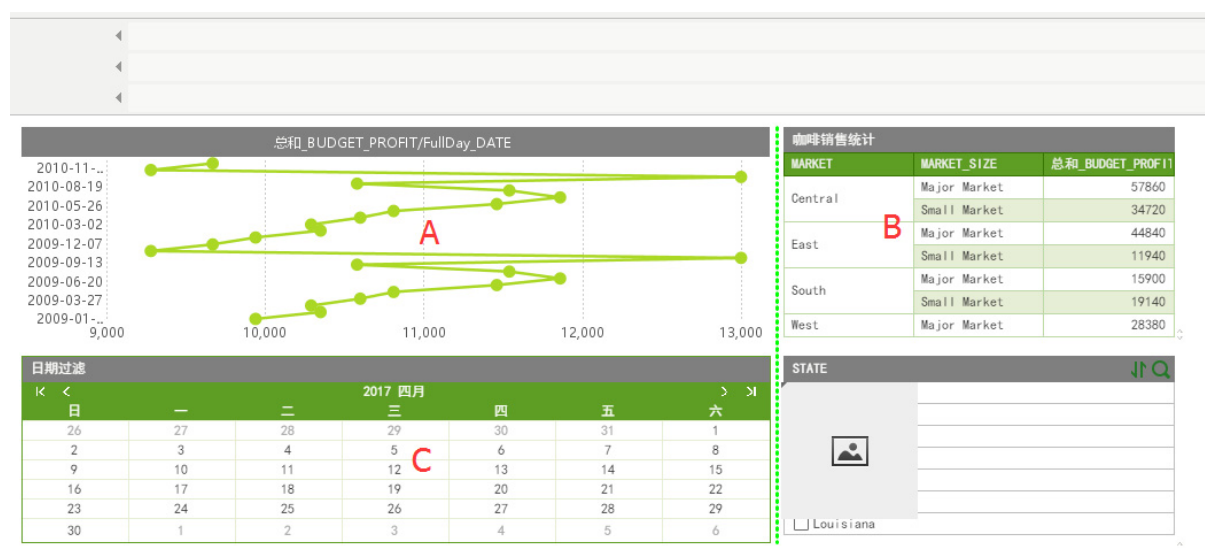 总和_BUDGET_PROFIT/FullDay_DATE
2010-11-..
2010-08-19
2010-05-26
2010-03-02
2009-12-07
2009-09-13
2009-06-20
2009-03-27
2009-01-..
9,000 10,000 11,000 12,000 13,000
A
咖啡销售统计
MARKET MARKET_SIZE 总和_BUDGET_PROFIT
Central Major Market 57860
Small Market 34720
B
East Major Market 44840
Small Market 11940
South Major Market 15900
Small Market 19140
West Major Market 28380
日期过滤
2017 四月
日 一 二 三 四 五 六
26 27 28 29 30 31 1
2 3 4 5 6 7 8
9 10 11 12 13 14 15
C
16 17 18 19 20 21 22
23 24 25 26 27 28 29
30 1 2 3 4 5 6
STATE
Louisiana